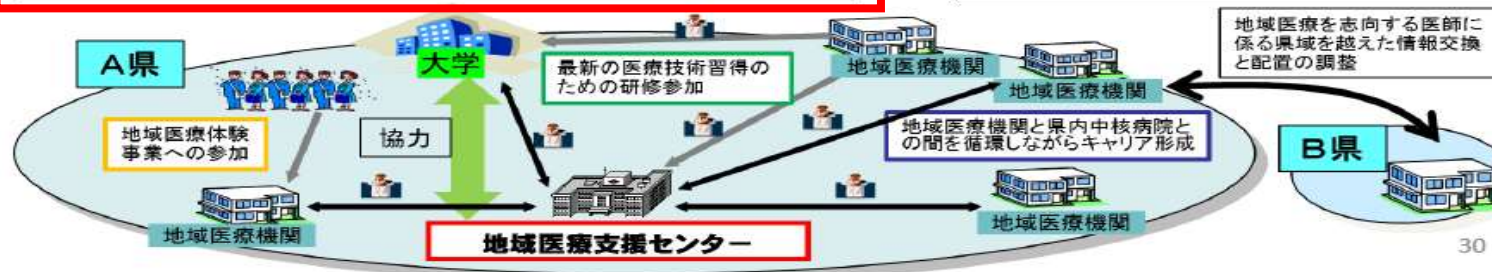 地域医療を志向する医師に
係る県域を越えた情報交換
と配置の調整
A県
大学
最新の医療技術習得の
ための研修参加
地域医療機関
地域医療機関
地域医療体験
事業への参加
協力
地域医療機関と県内中核病院と
の間を循環しながらキャリア形成
B県
地域医療機関
地域医療支援センター
地域医療機関
30